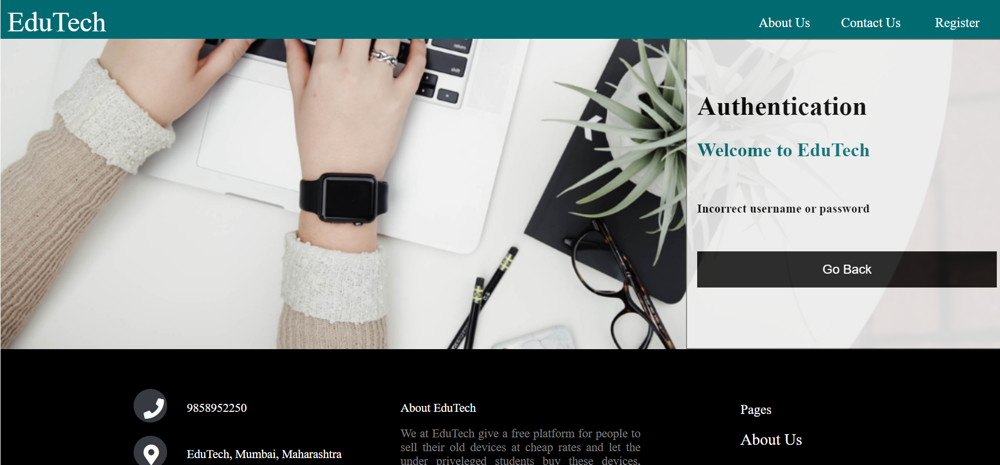 EduTech
About Us Contact Us Register
return
shift
Authentication
Welcome to EduTech
Incorrect username or password
Go Back
9858952250
EduTech, Mumbai, Maharashtra
About EduTech
We at EduTech give a free platform for people to
sell their old devices at cheap rates and let the
under priveleged students buy these devices,
Pages
About Us